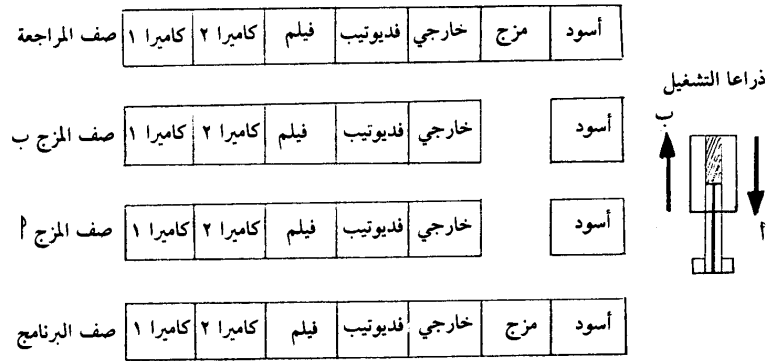 أسود مزج خارجي فديوتيب فيلم كاميرا ٢ كاميرا ١ صف المراجعة
ذراعا التشغيل
أسود خارجي فديوتيب فيلم كاميرا ٢ كاميرا ١ صف المزج ب
ب
أسود خارجي فديوتيب فيلم كاميرا ٢ كاميرا ١ صف المزج أ
أ
أسود مزج خارجي فديوتيب فيلم كاميرا ٢ كاميرا ١ صف البرنامج